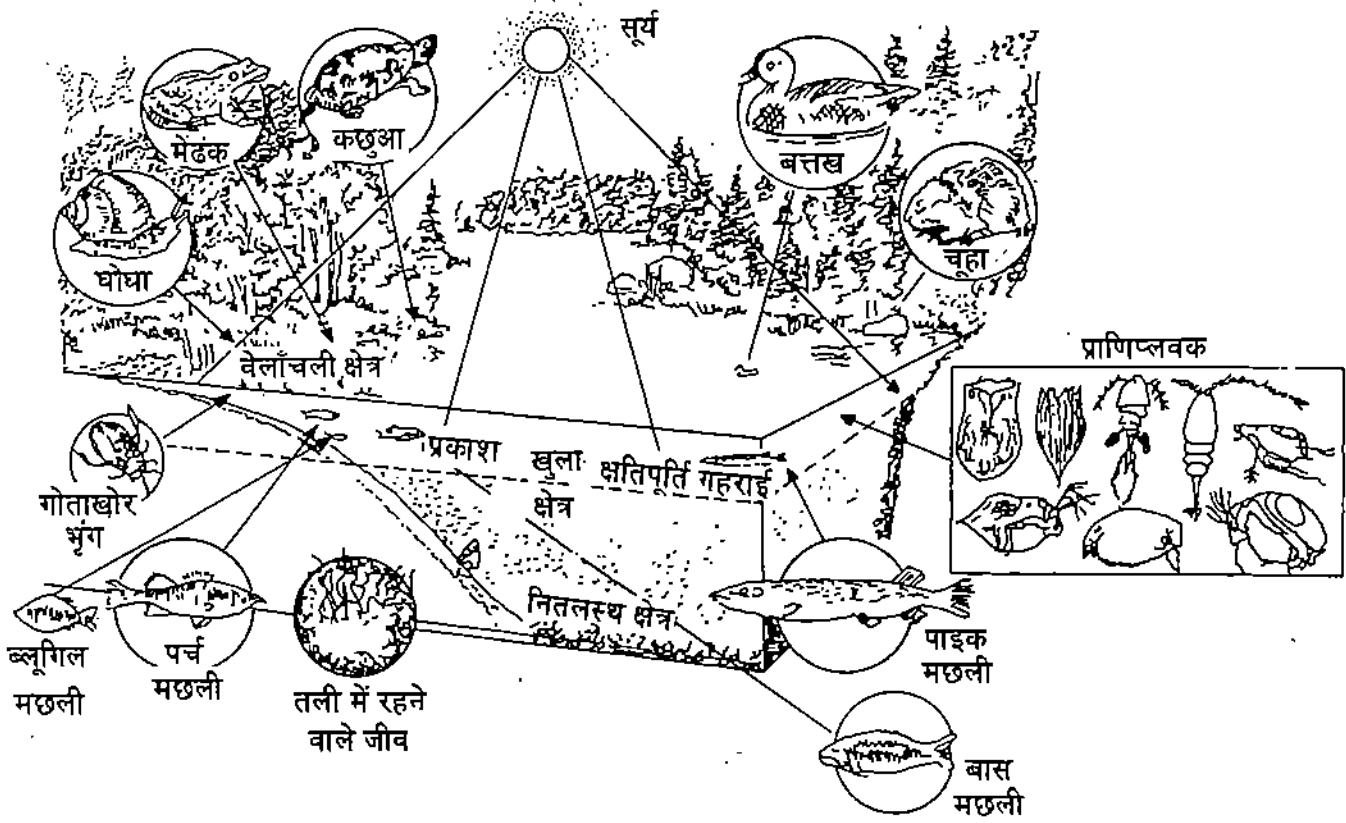 सूर्य
मेढक
कछुआ
बत्तख
घोघा
चूहा
वेलाँचली क्षेत्र
प्राणिप्लवक
प्रकाश खुला क्षतिपूर्ति गहराई
क्षेत्र
गोताखोर
भृंग
नितलस्थ क्षेत्र
ब्लूगिल
मछली
पर्च
मछली
तली में रहने
वाले जीव
पाइक
मछली
बास
मछली